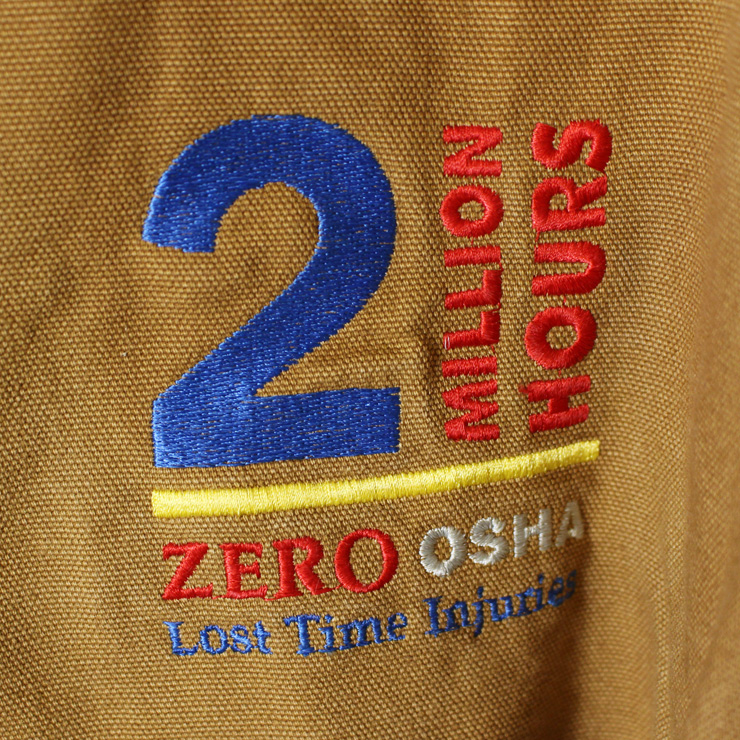 2
MILLION
HOURS
ZERO OSHA
Lost Time Injuries